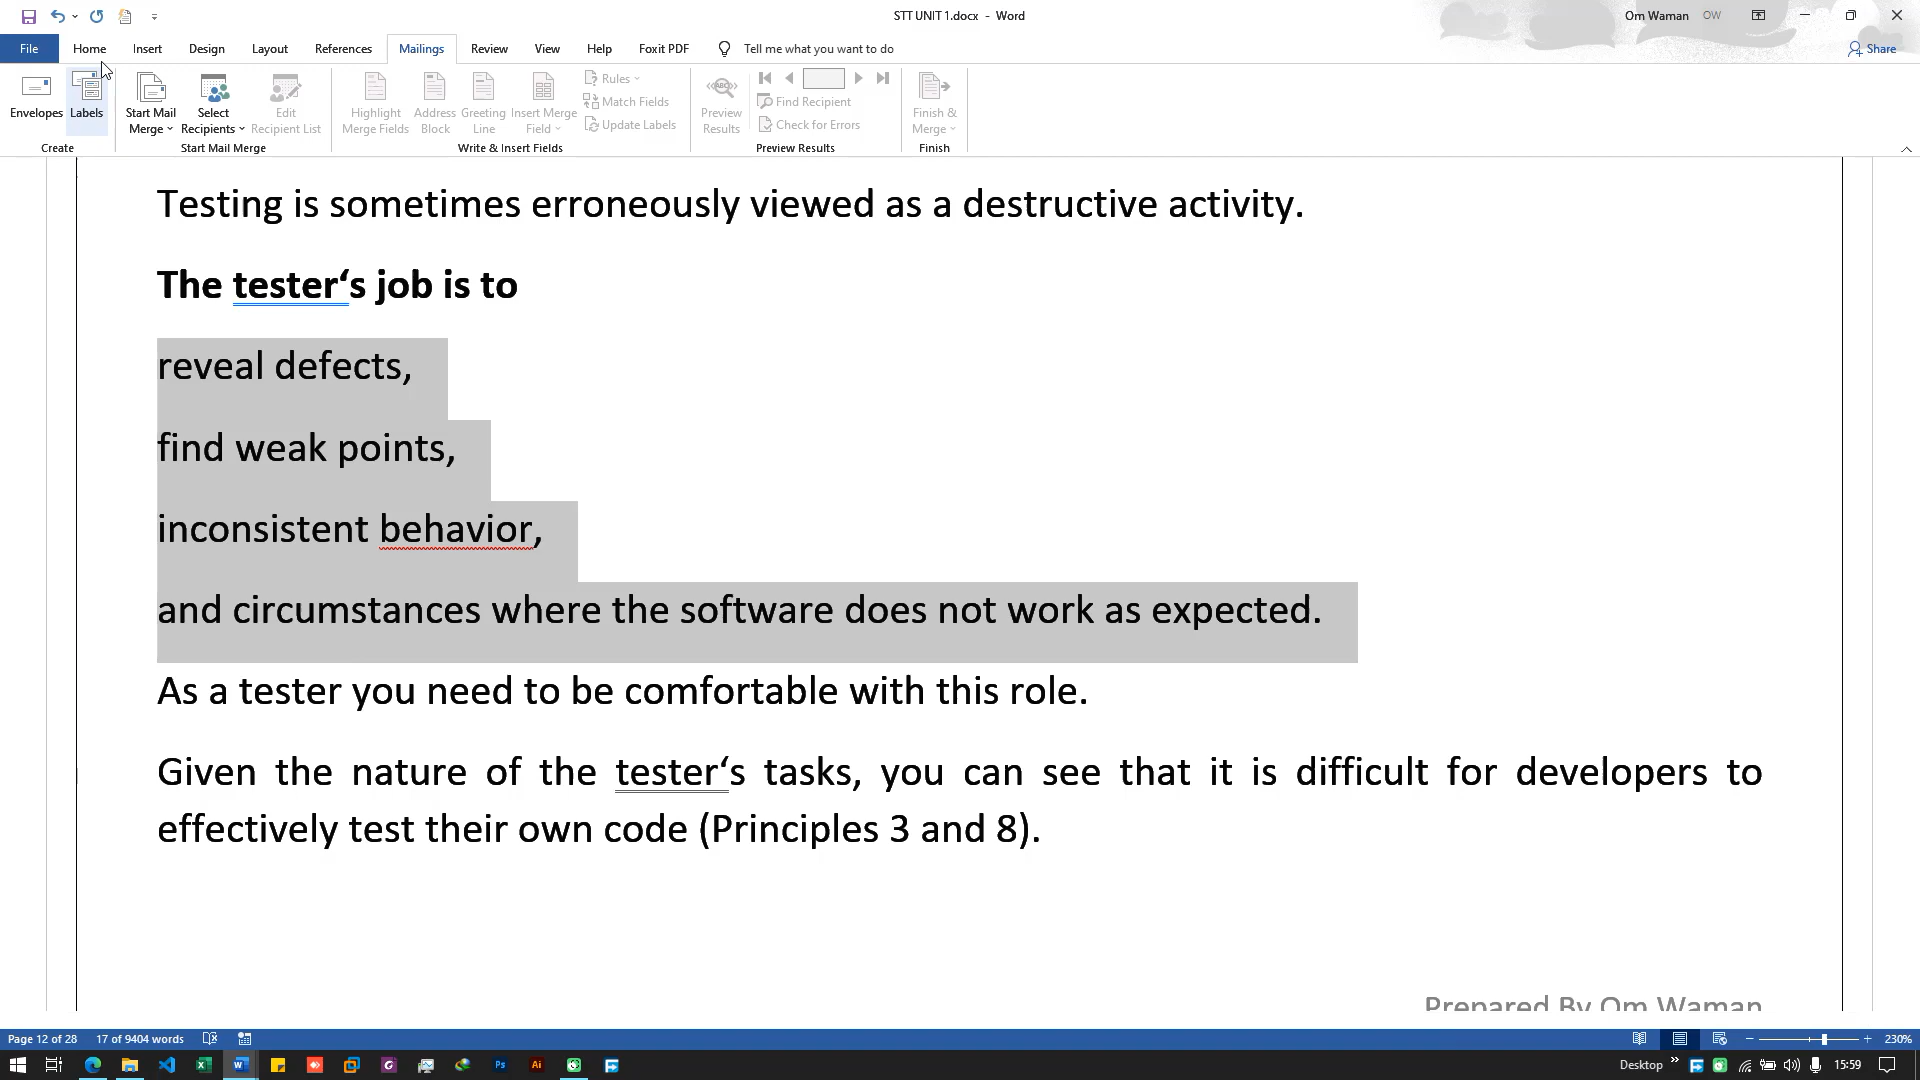 STT UNIT 1.docx - Word
Om Waman OW
File Home Insert Design Layout References Mailings Review View Help Foxit PDF Tell me what you want to do Share
Envelopes Labels
Start Mail Merge
Select Recipients
Edit Recipient List
Highlight Merge Fields
Address Block
Greeting Line
Insert Merge Field
Rules
Match Fields
Update Labels
Preview Results
Find Recipient
Check for Errors
Finish & Merge
Create Start Mail Merge Write & Insert Fields Preview Results Finish
Testing is sometimes erroneously viewed as a destructive activity.
The tester‘s job is to
reveal defects,
find weak points,
inconsistent behavior,
and circumstances where the software does not work as expected.
As a tester you need to be comfortable with this role.
Given the nature of the tester‘s tasks, you can see that it is difficult for developers to
effectively test their own code (Principles 3 and 8).
Prepared By Om Waman
Page 12 of 28 17 of 9404 words 230%
Desktop 15:59